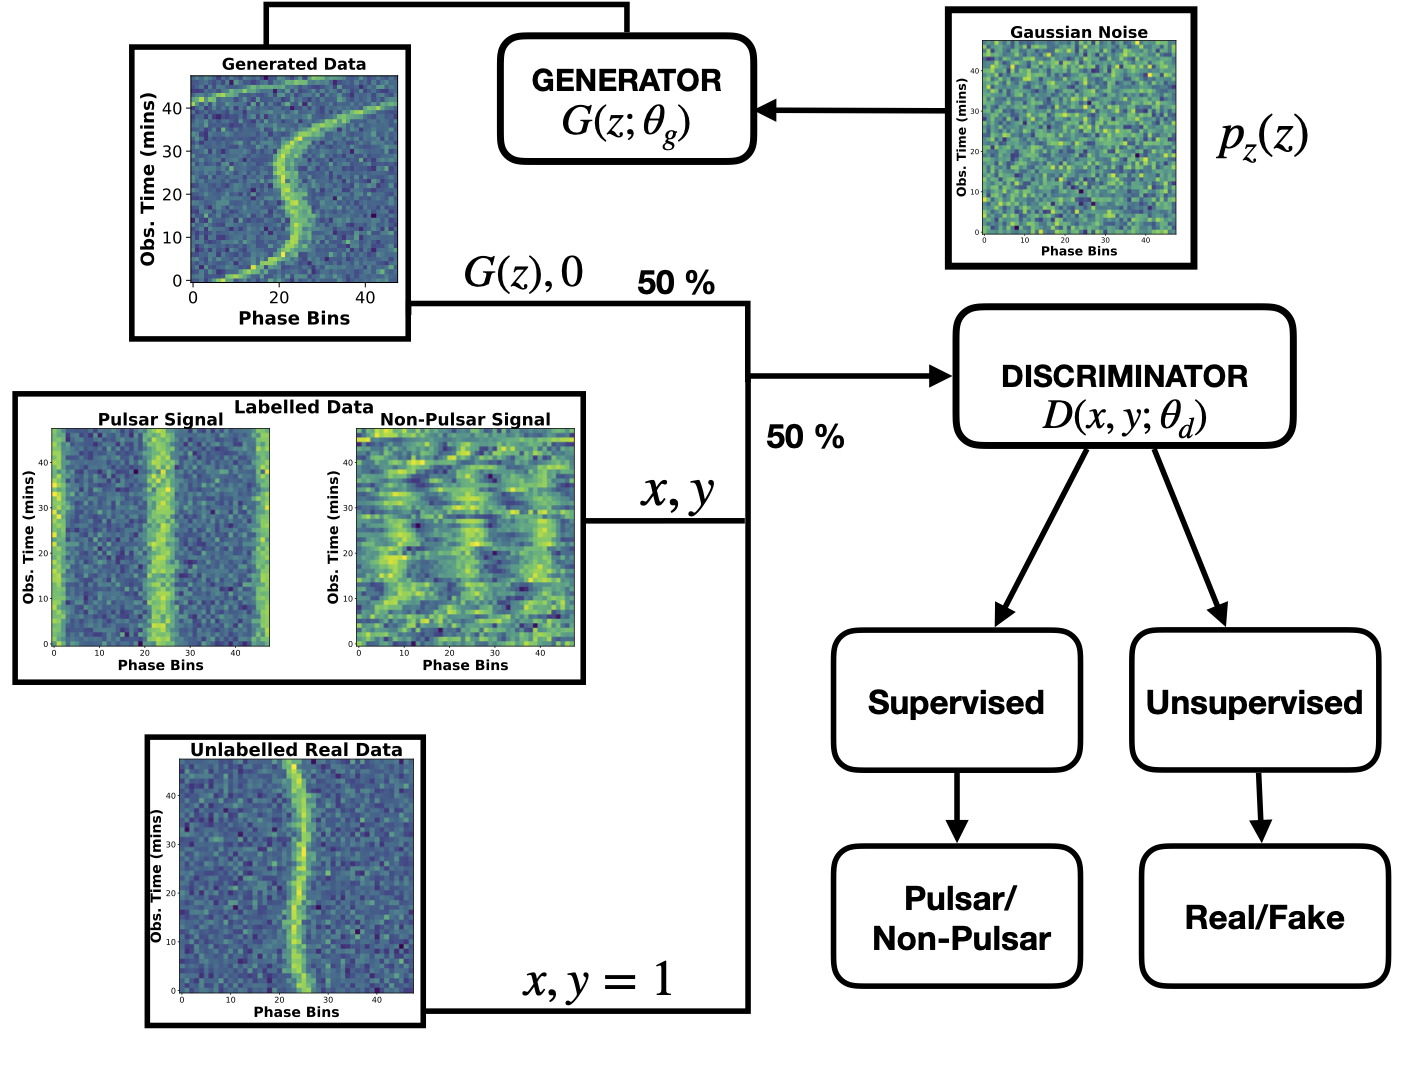 Generated Data
Obs. Time (mins)
40
30
20
10
0
0 20 40
Phase Bins
GENERATOR
G(z; θg)
Gaussian Noise
Obs. Time (mins)
40
30
20
10
0
0 10 20 30 40
Phase Bins
pz(z)
G(z), 0
50 %
DISCRIMINATOR
D(x, y; θd)
50 %
Labelled Data
Pulsar Signal
Obs. Time (mins)
40
30
20
10
0
0 10 20 30 40
Phase Bins
Non-Pulsar Signal
Obs. Time (mins)
40
30
20
10
0
0 10 20 30 40
Phase Bins
x, y
Supervised
Unsupervised
Unlabelled Real Data
Obs. Time (mins)
40
30
20
10
0
0 10 20 30 40
Phase Bins
x, y = 1
Pulsar/
Non-Pulsar
Real/Fake